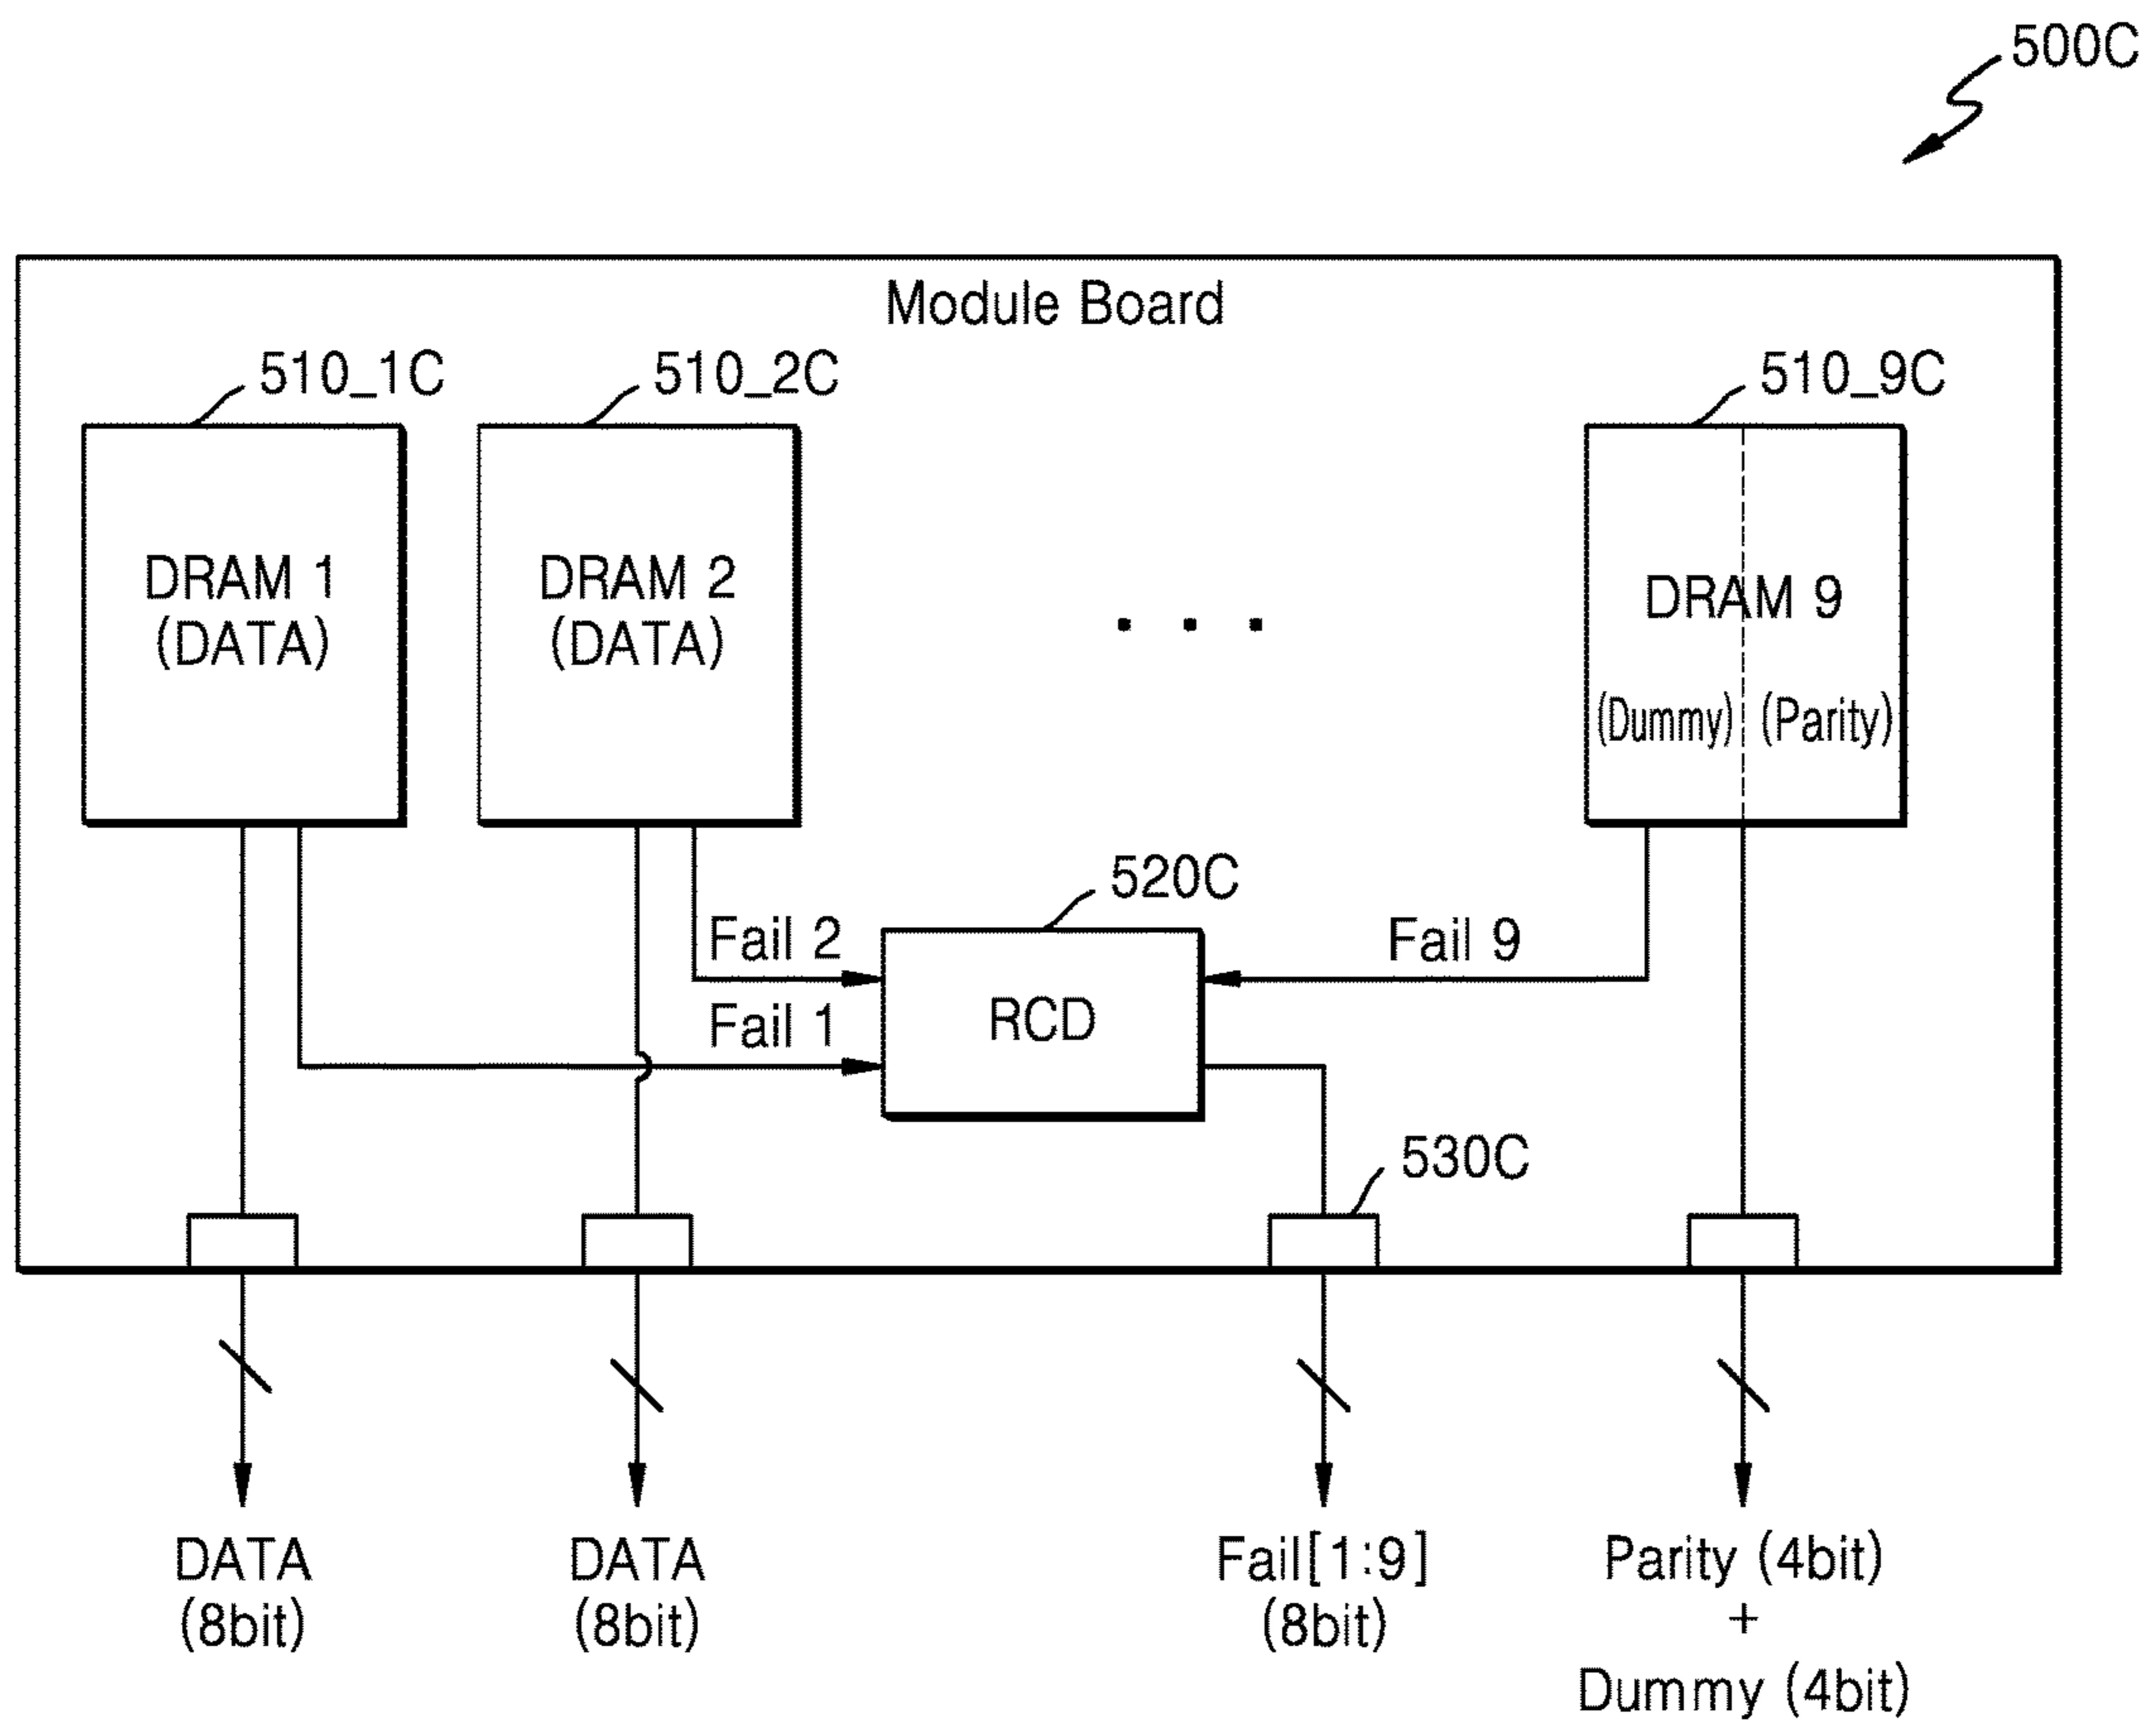 500C
Module Board
510_1C
510_2C
510_9C
DRAM 1
(DATA)
DRAM 2
(DATA)
. . .
DRAM 9
(Dummy) (Parity)
520C
Fail 2
Fail 9
RCD
Fail 1
530C
DATA
(8bit)
DATA
(8bit)
Fail[1:9]
(8bit)
Parity (4bit)
+
Dummy (4bit)